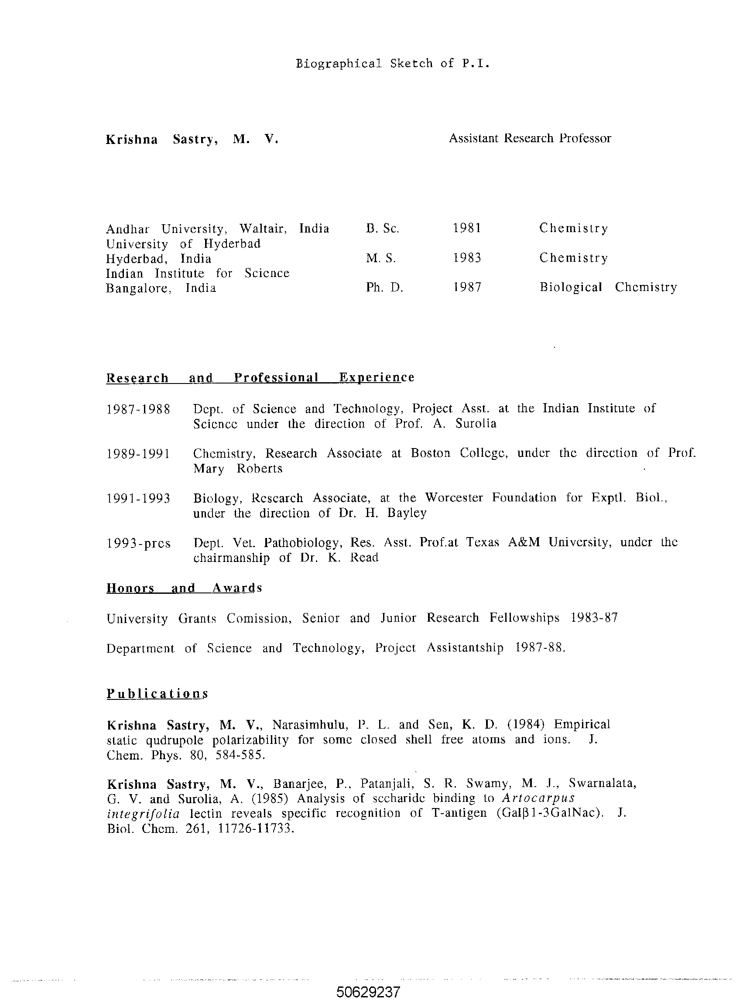 Biographical Sketch of P.I.
Krishna Sastry, M. V. Assistant Research Professor
Andhar University, Waltair, India B. Sc. 1981 Chemistry
University of Hyderbad
Hyderbad, India M. S. 1983 Chemistry
Indian Institute for Science
Bangalore, India Ph. D. 1987 Biological Chemistry
Research and Professional Experience
1987-1988 Dept. of Science and Technology, Project Asst. at the Indian Institute of
Science under the direction of Prof. A. Surolia
1989-1991 Chemistry, Research Associate at Boston College, under the direction of Prof.
Mary Roberts
1991-1993 Biology, Research Associate, at the Worcester Foundation for Exptl. Biol.,
under the direction of Dr. H. Bayley
1993-pres Dept. Vet. Pathobiology, Res. Asst. Prof.at Texas A&M University, under the
chairmanship of Dr. K. Read
Honors and Awards
University Grants Comission, Senior and Junior Research Fellowships 1983-87
Department of Science and Technology, Project Assistantship 1987-88.
Publications
Krishna Sastry, M. V., Narasimhulu, P. L. and Sen, K. D. (1984) Empirical
static qudrupole polarizability for some closed shell free atoms and ions. J.
Chem. Phys. 80, 584-585.
Krishna Sastry, M. V., Banarjee, P., Patanjali, S. R. Swamy, M. J., Swarnalata,
G. V. and Surolia, A. (1985) Analysis of sccharide binding to Artocarpus
integrifolia lectin reveals specific recognition of T-antigen (Galβ1-3GalNac). J.
Biol. Chem. 261, 11726-11733.
50629237